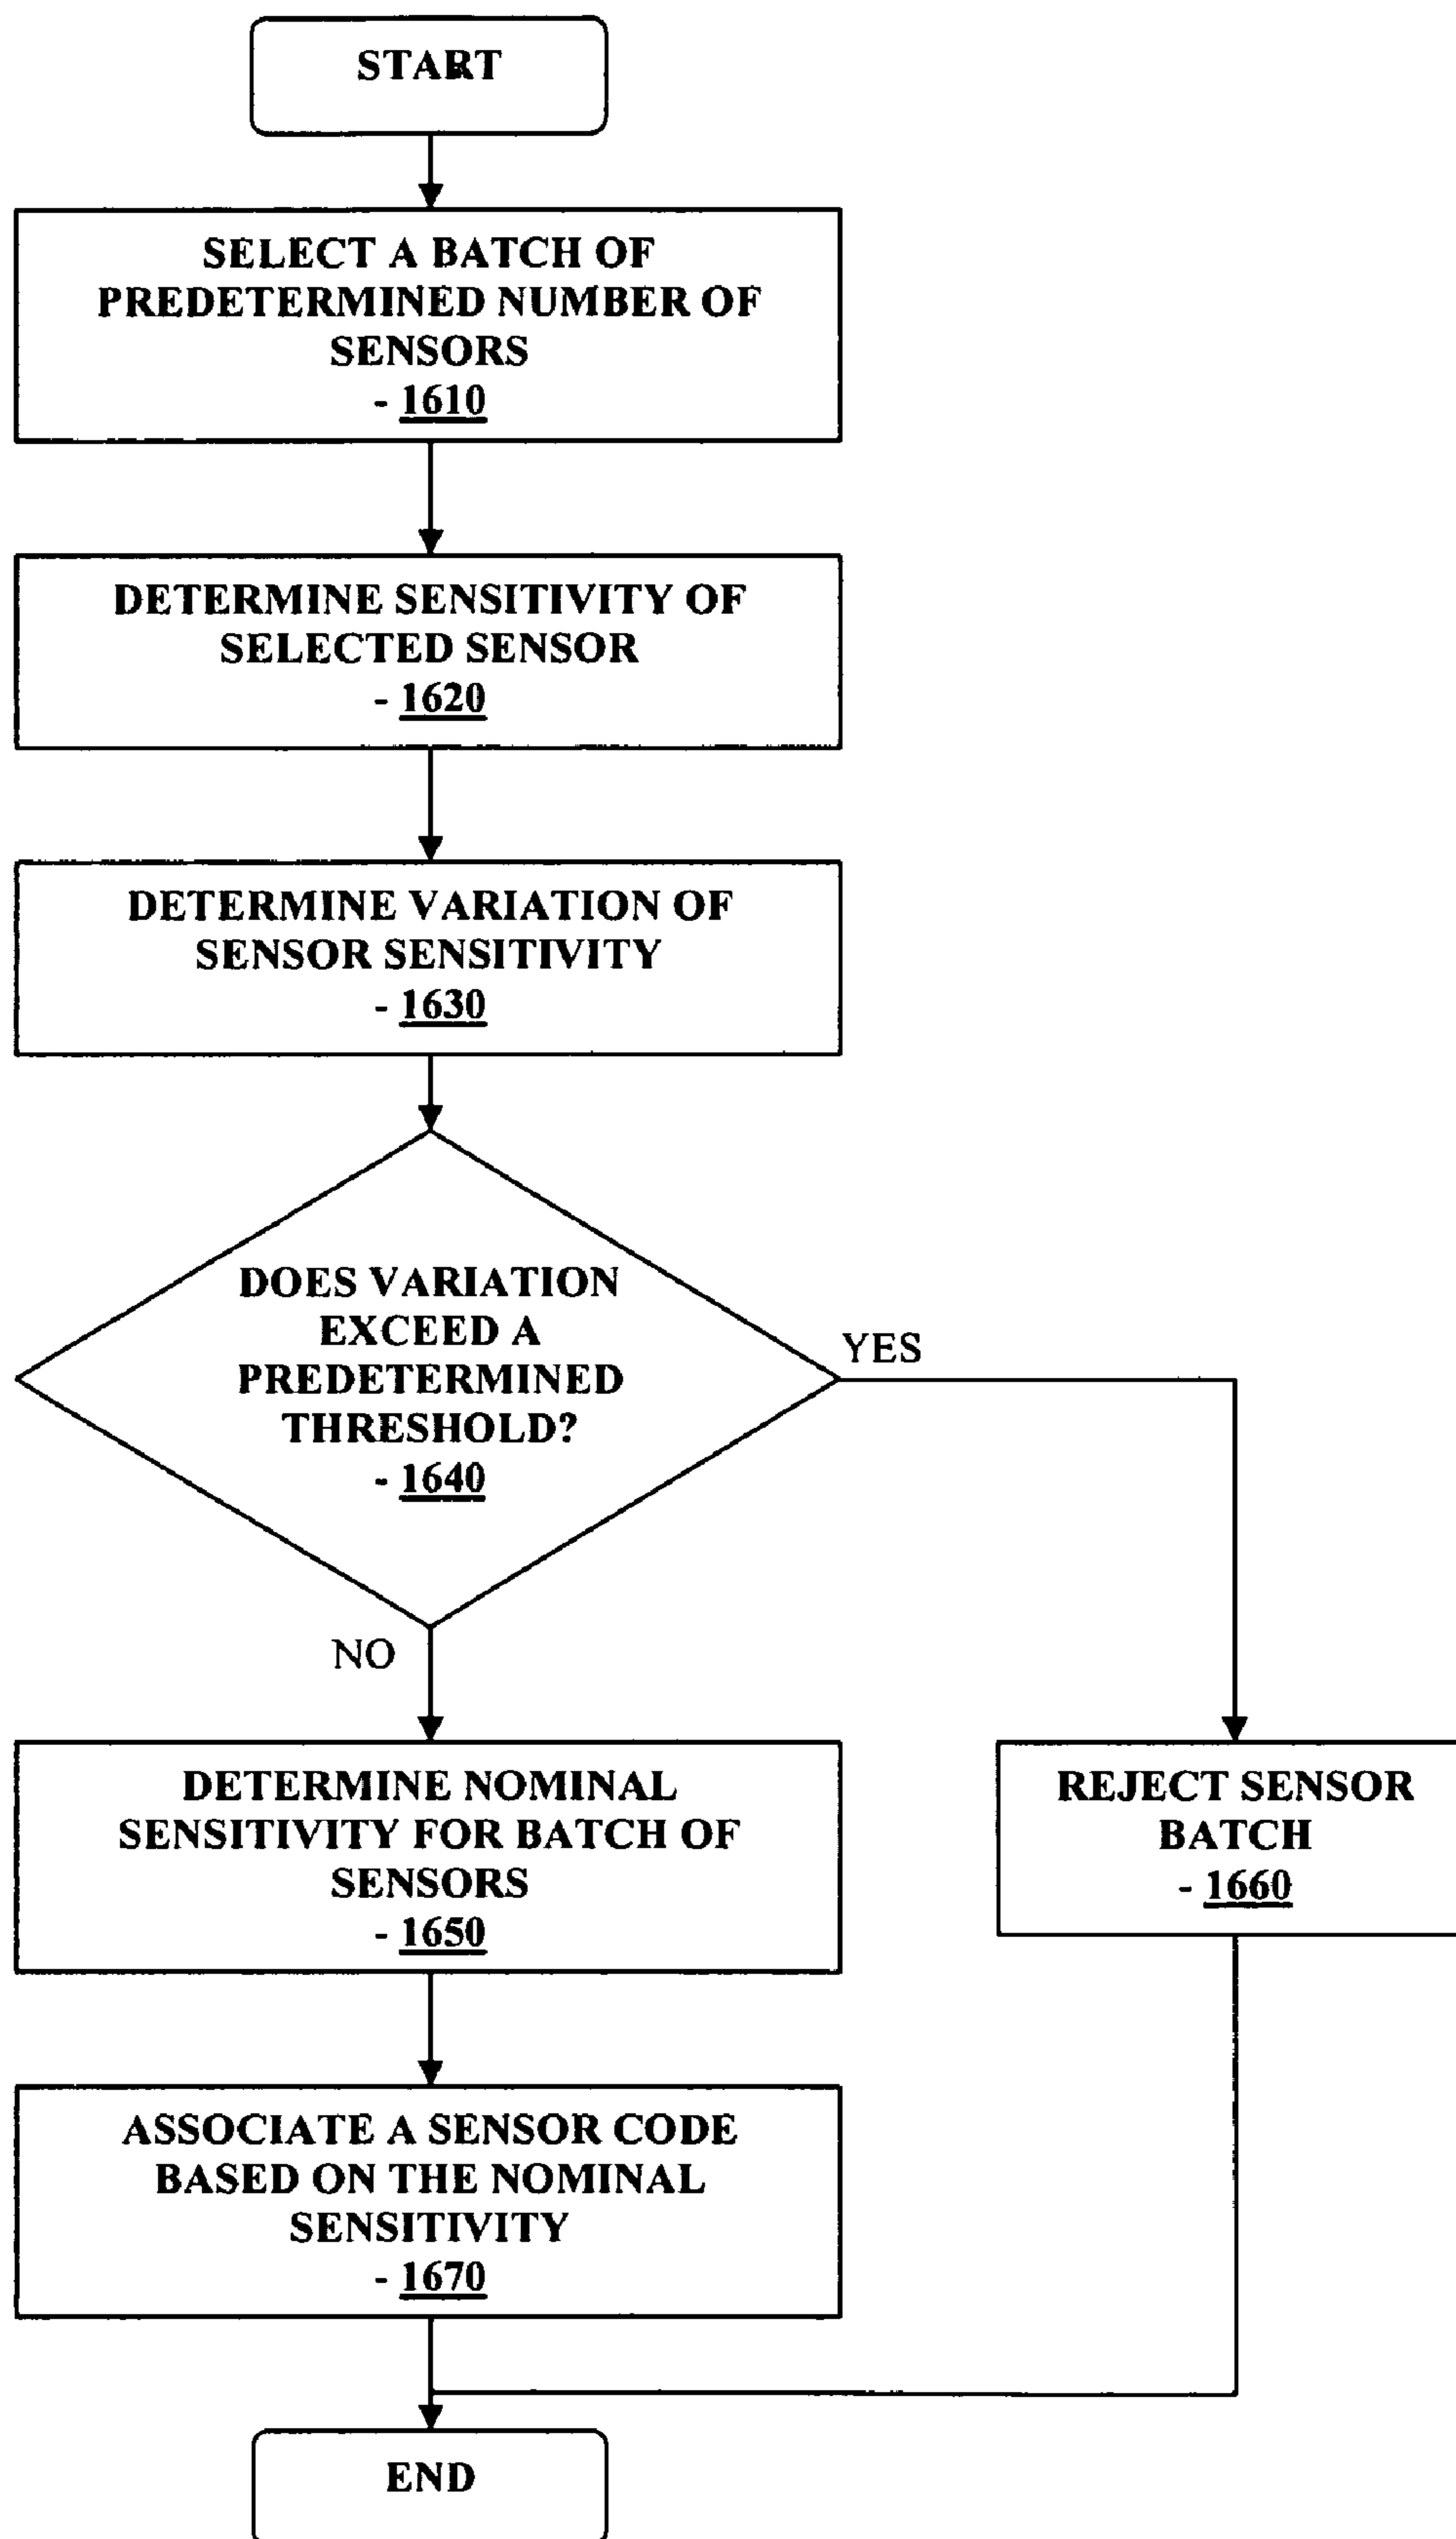 START
SELECT A BATCH OF
PREDETERMINED NUMBER OF
SENSORS
- 1610
DETERMINE SENSITIVITY OF
SELECTED SENSOR
- 1620
DETERMINE VARIATION OF
SENSOR SENSITIVITY
- 1630
DOES VARIATION
EXCEED A
PREDETERMINED
THRESHOLD?
- 1640
YES
NO
DETERMINE NOMINAL
SENSITIVITY FOR BATCH OF
SENSORS
- 1650
REJECT SENSOR
BATCH
- 1660
ASSOCIATE A SENSOR CODE
BASED ON THE NOMINAL
SENSITIVITY
- 1670
END